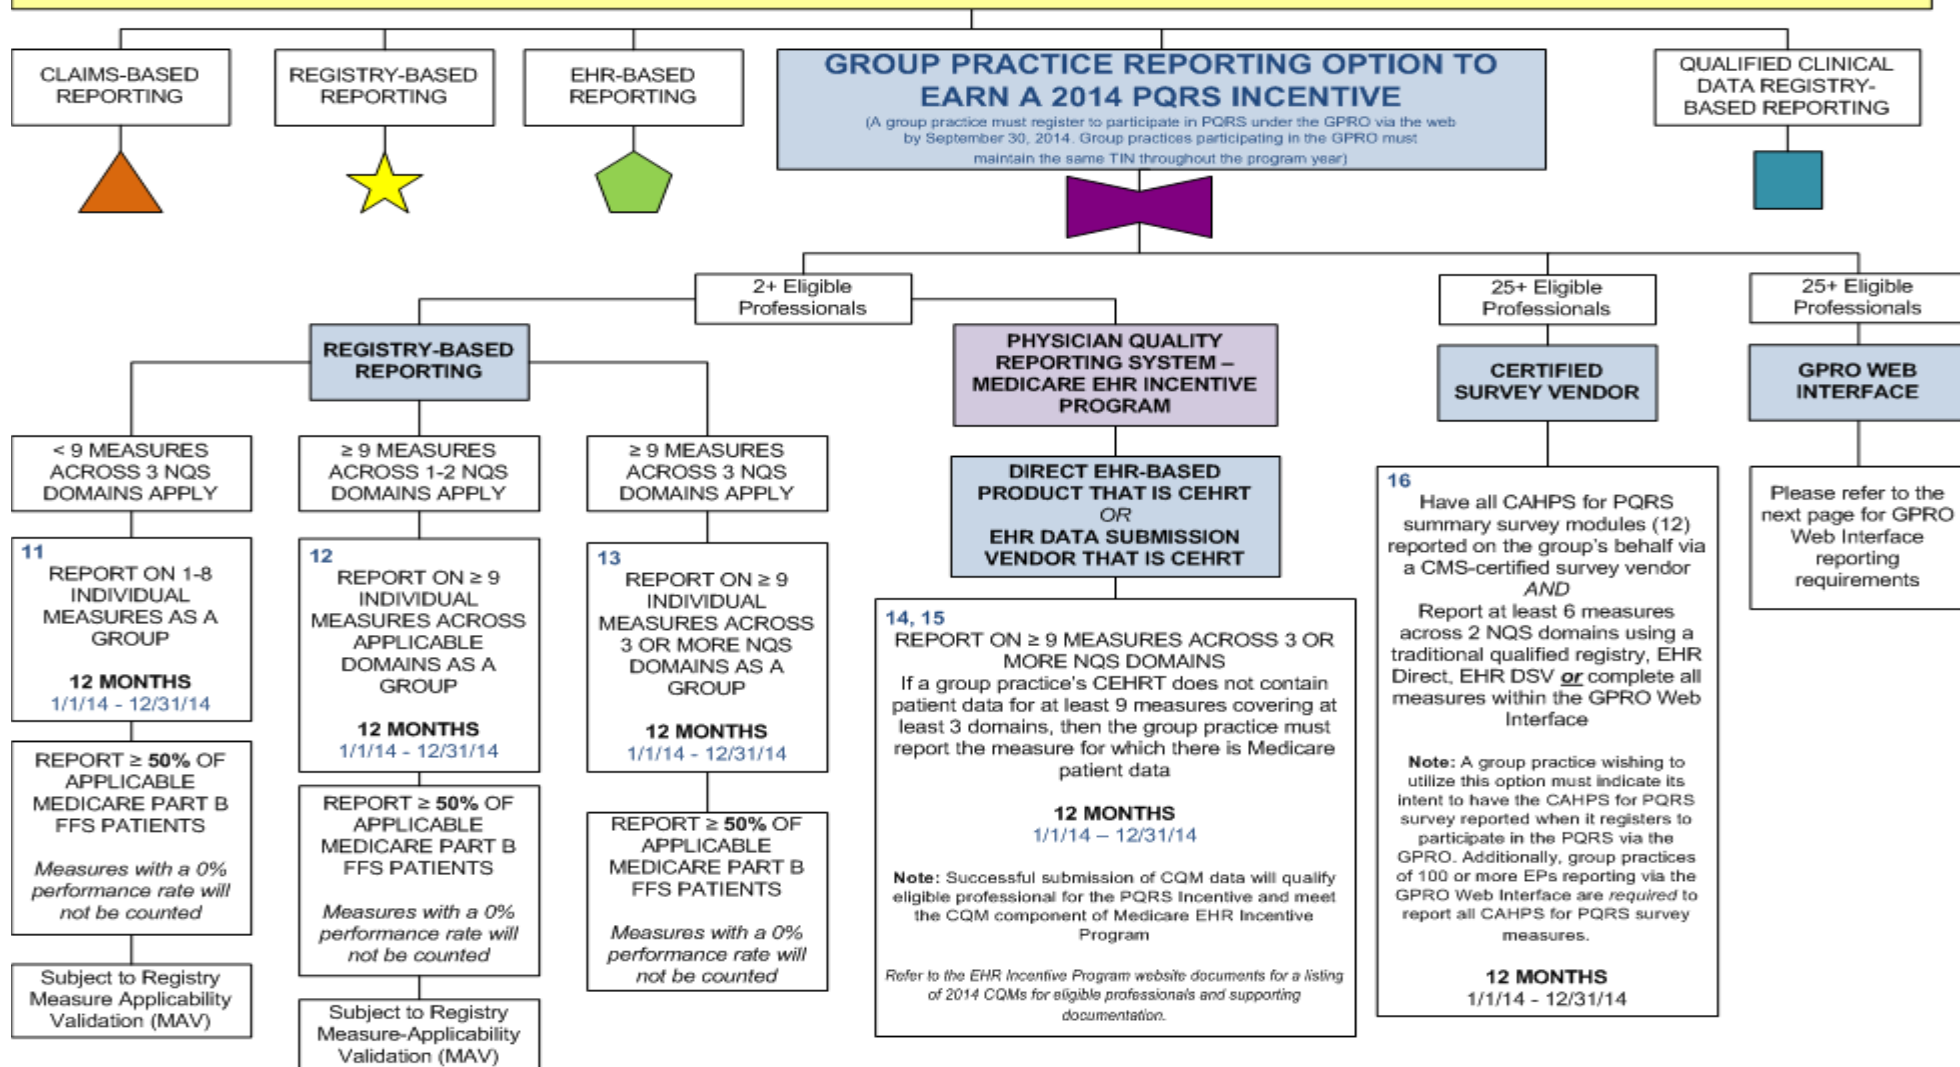 CLAIMS-BASED
REPORTING
REGISTRY-BASED
REPORTING
EHR-BASED
REPORTING
GROUP PRACTICE REPORTING OPTION TO
EARN A 2014 PQRS INCENTIVE
(A group practice must register to participate in PQRS under the GPRO via the web
by September 30, 2014. Group practices participating in the GPRO must
maintain the same TIN throughout the program year)
QUALIFIED CLINICAL
DATA REGISTRY-
BASED REPORTING
2+ Eligible
Professionals
25+ Eligible
Professionals
25+ Eligible
Professionals
REGISTRY-BASED
REPORTING
PHYSICIAN QUALITY
REPORTING SYSTEM –
MEDICARE EHR INCENTIVE
PROGRAM
CERTIFIED
SURVEY VENDOR
GPRO WEB
INTERFACE
< 9 MEASURES
ACROSS 3 NQS
DOMAINS APPLY
≥ 9 MEASURES
ACROSS 1-2 NQS
DOMAINS APPLY
≥ 9 MEASURES
ACROSS 3 NQS
DOMAINS APPLY
DIRECT EHR-BASED
PRODUCT THAT IS CEHRT
OR
EHR DATA SUBMISSION
VENDOR THAT IS CEHRT
11
REPORT ON 1-8
INDIVIDUAL
MEASURES AS A
GROUP
12 MONTHS
1/1/14 - 12/31/14
REPORT ≥ 50% OF
APPLICABLE
MEDICARE PART B
FFS PATIENTS
Measures with a 0%
performance rate will
not be counted
Subject to Registry
Measure Applicability
Validation (MAV)
12
REPORT ON ≥ 9
INDIVIDUAL
MEASURES ACROSS
APPLICABLE
DOMAINS AS A
GROUP
12 MONTHS
1/1/14 - 12/31/14
REPORT ≥ 50% OF
APPLICABLE
MEDICARE PART B
FFS PATIENTS
Measures with a 0%
performance rate will
not be counted
Subject to Registry
Measure-Applicability
Validation (MAV)
13
REPORT ON ≥ 9
INDIVIDUAL
MEASURES ACROSS
3 OR MORE NQS
DOMAINS AS A
GROUP
12 MONTHS
1/1/14 - 12/31/14
REPORT ≥ 50% OF
APPLICABLE
MEDICARE PART B
FFS PATIENTS
Measures with a 0%
performance rate will
not be counted
14, 15
REPORT ON ≥ 9 MEASURES ACROSS 3 OR
MORE NQS DOMAINS
If a group practice's CEHRT does not contain
patient data for at least 9 measures covering at
least 3 domains, then the group practice must
report the measure for which there is Medicare
patient data
12 MONTHS
1/1/14 – 12/31/14
Note: Successful submission of CQM data will qualify
eligible professional for the PQRS Incentive and meet
the CQM component of Medicare EHR Incentive
Program
Refer to the EHR Incentive Program website documents for a listing
of 2014 CQMs for eligible professionals and supporting
documentation.
16
Have all CAHPS for PQRS
summary survey modules (12)
reported on the group's behalf via
a CMS-certified survey vendor
AND
Report at least 6 measures
across 2 NQS domains using a
traditional qualified registry, EHR
Direct, EHR DSV or complete all
measures within the GPRO Web
Interface
Note: A group practice wishing to
utilize this option must indicate its
intent to have the CAHPS for PQRS
survey reported when it registers to
participate in the PQRS via the
GPRO. Additionally, group practices
of 100 or more EPs reporting via the
GPRO Web Interface are required to
report all CAHPS for PQRS survey
measures.
12 MONTHS
1/1/14 - 12/31/14
Please refer to the
next page for GPRO
Web Interface
reporting
requirements